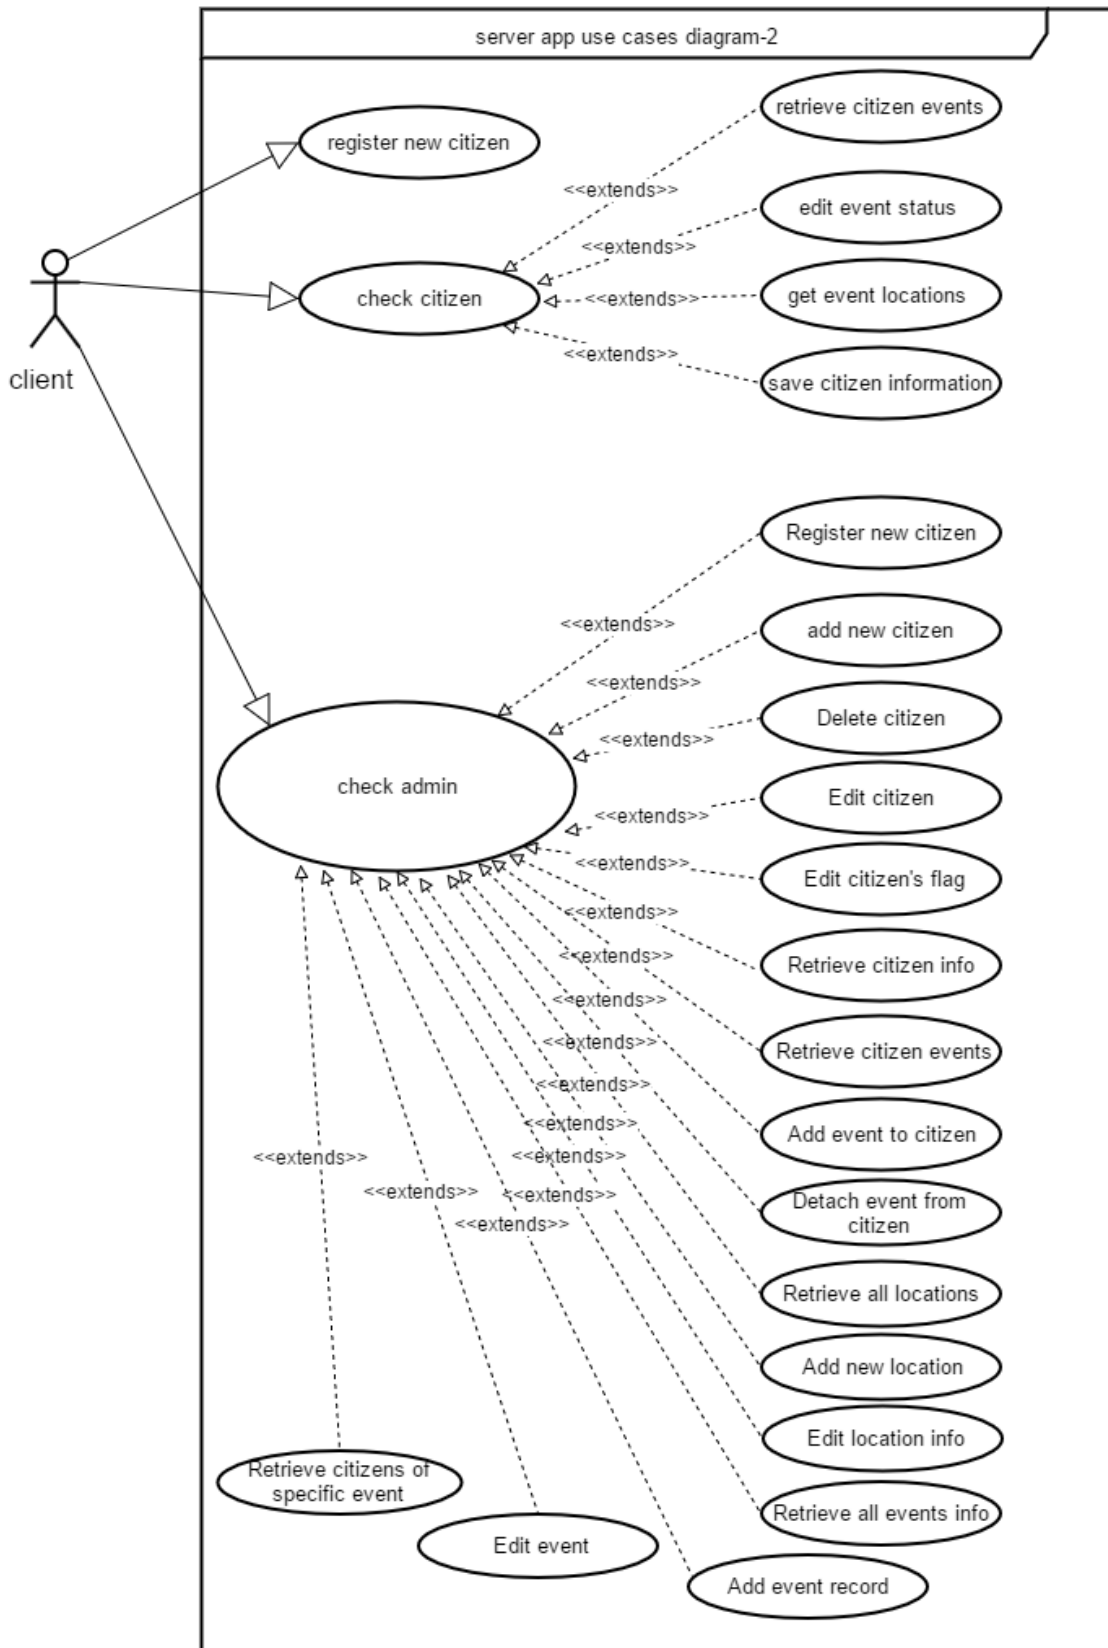 server app use cases diagram-2
retrieve citizen events
register new citizen
<<extends>>
edit event status
<<extends>>
check citizen
<<extends>>
get event locations
<<extends>>
save citizen information
client
Register new citizen
<<extends>>
add new citizen
<<extends>>
Delete citizen
<<extends>>
check admin
Edit citizen
<<extends>>
<<extends>>
Edit citizen's flag
<<extends>>
Retrieve citizen info
<<extends>>
<<extends>>
<<extends>>
Retrieve citizen events
<<extends>>
<<extends>>
Add event to citizen
<<extends>>
<<extends>>
<<extends>>
<<extends>>
<<extends>>
Detach event from
citizen
Retrieve all locations
Add new location
Edit location info
Retrieve citizens of
specific event
Retrieve all events info
Edit event
Add event record